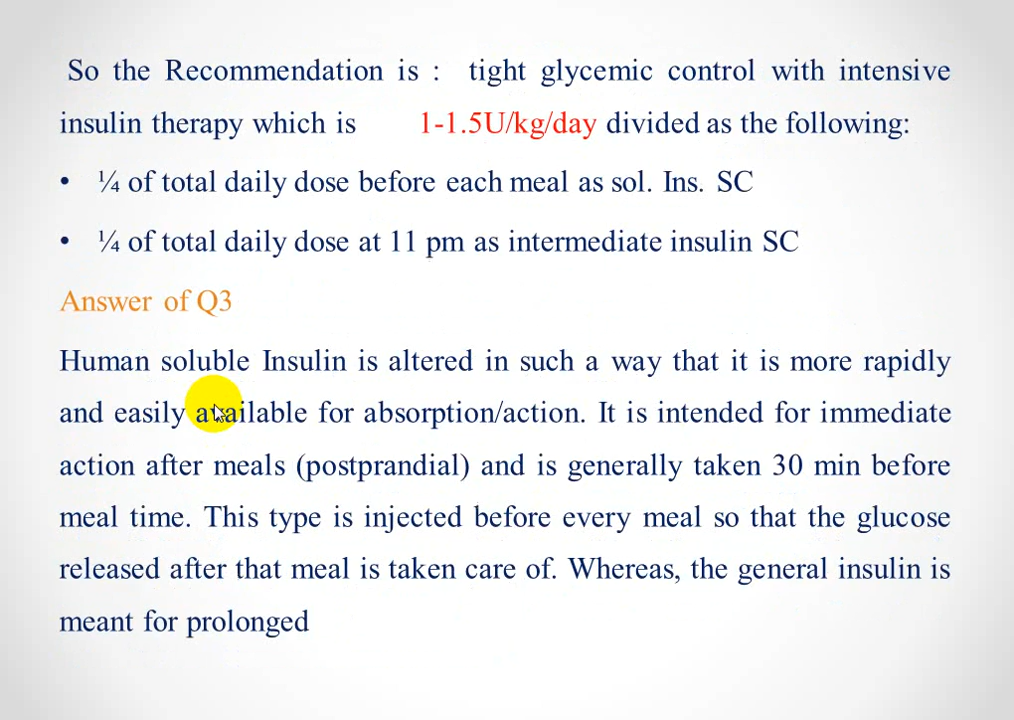 So the Recommendation is : tight glycemic control with intensive
insulin therapy which is 1-1.5U/kg/day divided as the following:
• ¼ of total daily dose before each meal as sol. Ins. SC
• ¼ of total daily dose at 11 pm as intermediate insulin SC
Answer of Q3
Human soluble Insulin is altered in such a way that it is more rapidly
and easily available for absorption/action. It is intended for immediate
action after meals (postprandial) and is generally taken 30 min before
meal time. This type is injected before every meal so that the glucose
released after that meal is taken care of. Whereas, the general insulin is
meant for prolonged